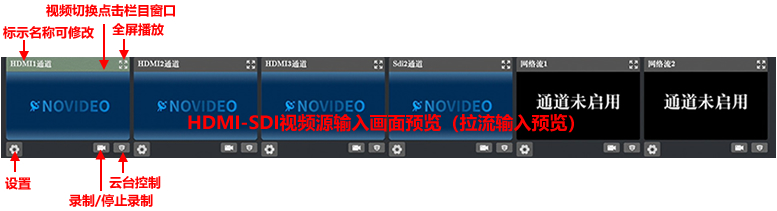 视频切换点击栏目窗口
标示名称可修改
全屏播放
HDMI1通道
HDMI2通道
HDMI3通道
Sdi2通道
网络流1
网络流2
NOVIDEO
NOVIDEO
NOVIDEO
NOVIDEO
通道未启用
通道未启用
HDMI-SDI视频源输入画面预览（拉流输入预览）
设置
云台控制
录制/停止录制